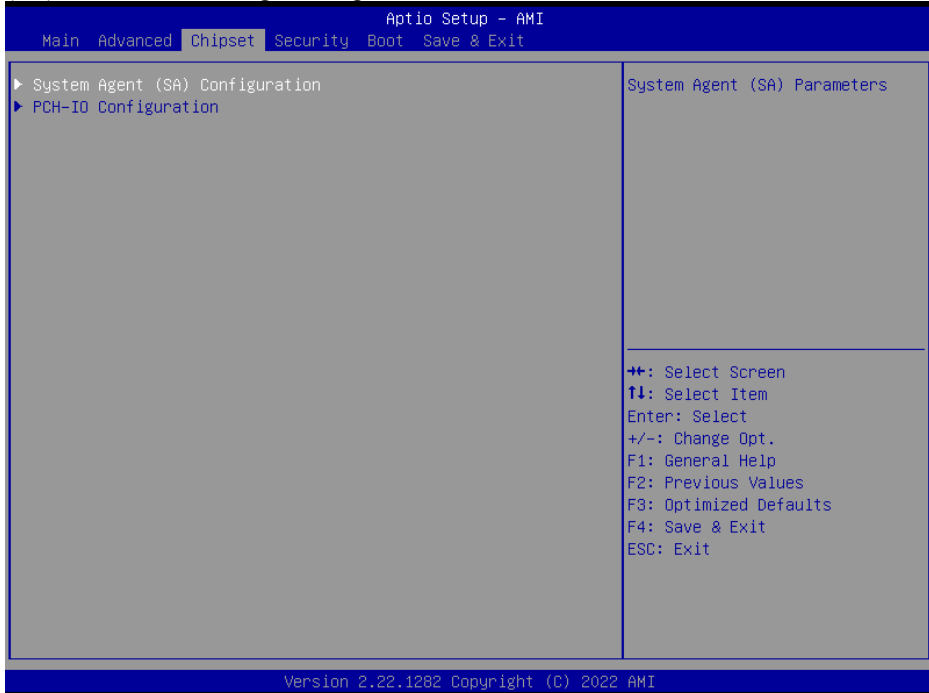 Aptio Setup – AMI
Main Advanced Chipset Security Boot Save & Exit
▶ System Agent (SA) Configuration
▶ PCH-IO Configuration
System Agent (SA) Parameters
→←: Select Screen
↑↓: Select Item
Enter: Select
+/-: Change Opt.
F1: General Help
F2: Previous Values
F3: Optimized Defaults
F4: Save & Exit
ESC: Exit
Version 2.22.1282 Copyright (C) 2022 AMI